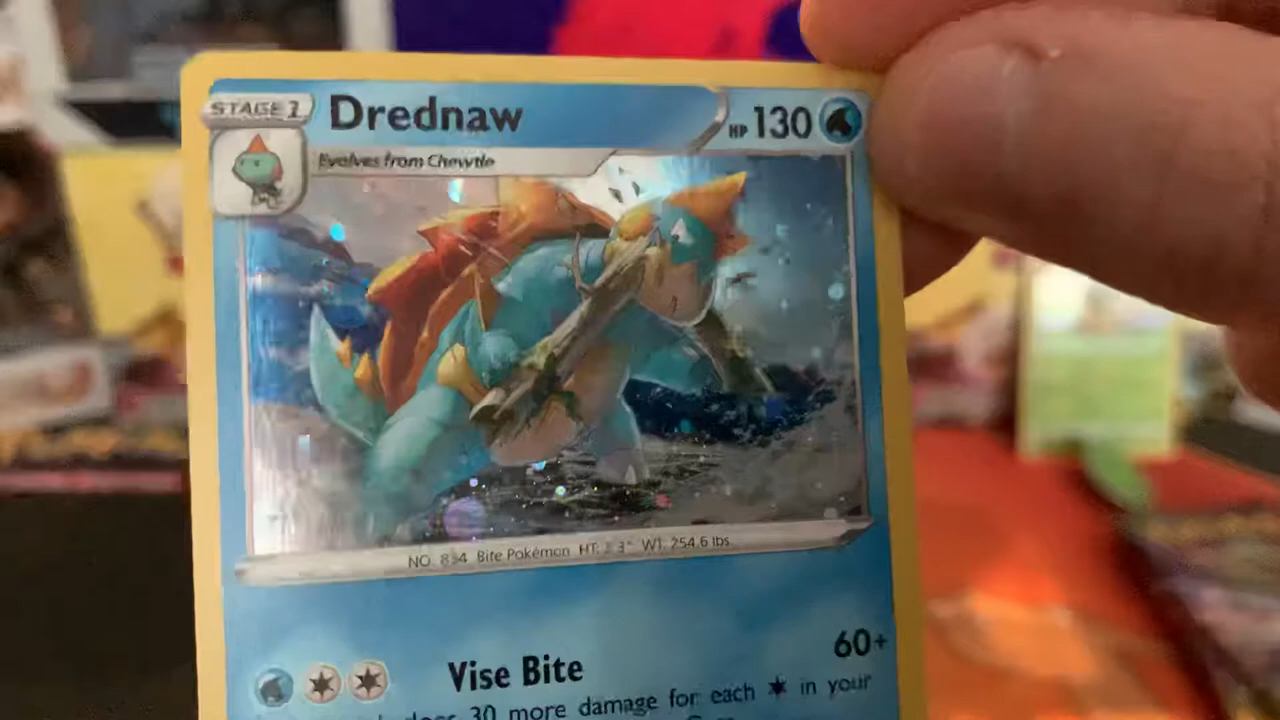 STAGE 1 Drednaw HP 130
Evolves from Chewtle
NO. 834 Bite Pokémon HT: 3'3" WT: 254.6 lbs.
Vise Bite 60+
30 more damage for each in your